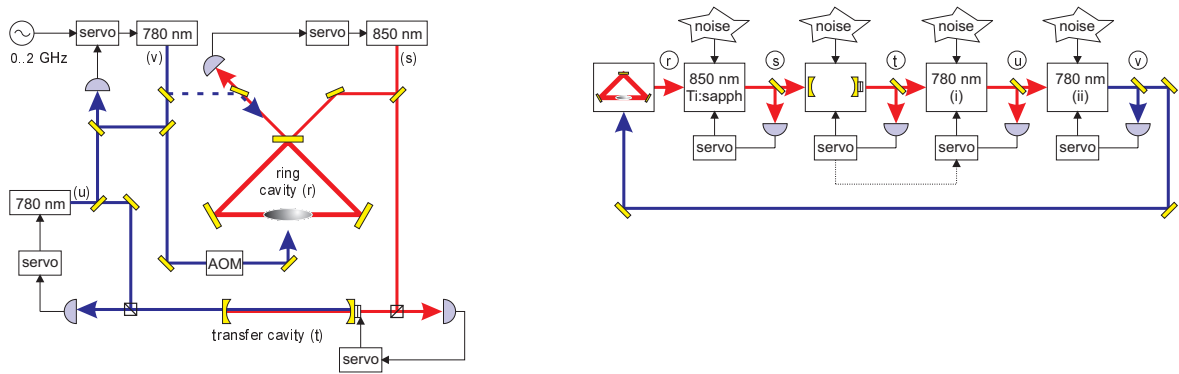 servo
780 nm
servo
850 nm
0..2 GHz
(v)
(s)
ring
cavity (r)
780 nm
(u)
servo
AOM
transfer cavity (t)
servo
noise
noise
noise
noise
r
850 nm
Ti:sapph
s
t
780 nm
(i)
u
780 nm
(ii)
v
servo
servo
servo
servo